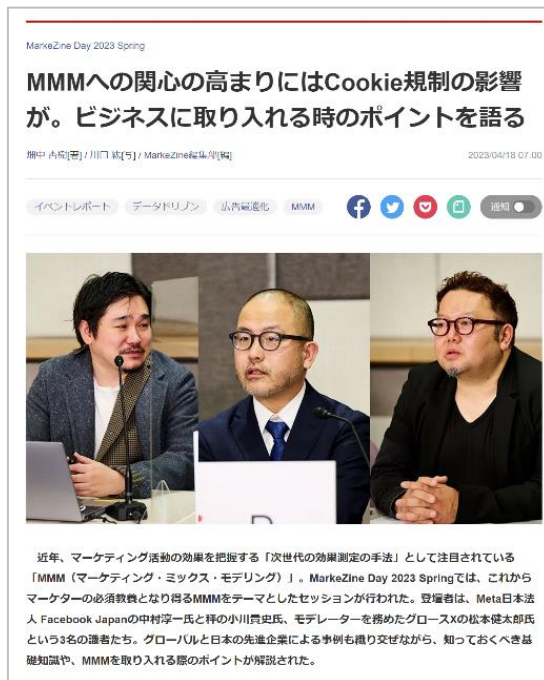 MarkeZine Day 2023 Spring
MMMへの関心の高まりにはCookie規制の影響
が。ビジネスに取り入れる時のポイントを語る
畑中 杏樹[著] / 川口 紘[写] / MarkeZine編集部[編]
2023/04/18 07:00
イベントレポート データドリブン 広告最適化 MMM 通知
近年、マーケティング活動の効果を把握する「次世代の効果測定の手法」として注目されている
「MMM（マーケティング・ミックス・モデリング）」。MarkeZine Day 2023 Springでは、これから
マーケターの必須教養となり得るMMMをテーマとしたセッションが行われた。登壇者は、Meta日本法
人 Facebook Japanの中村淳一氏と秤の小川貴史氏、モデレーターを務めたグロースXの松本健太郎氏
という3名の識者たち。グローバルと日本の先進企業による事例も織り交ぜながら、知っておくべき基
礎知識や、MMMを取り入れる際のポイントが解説された。